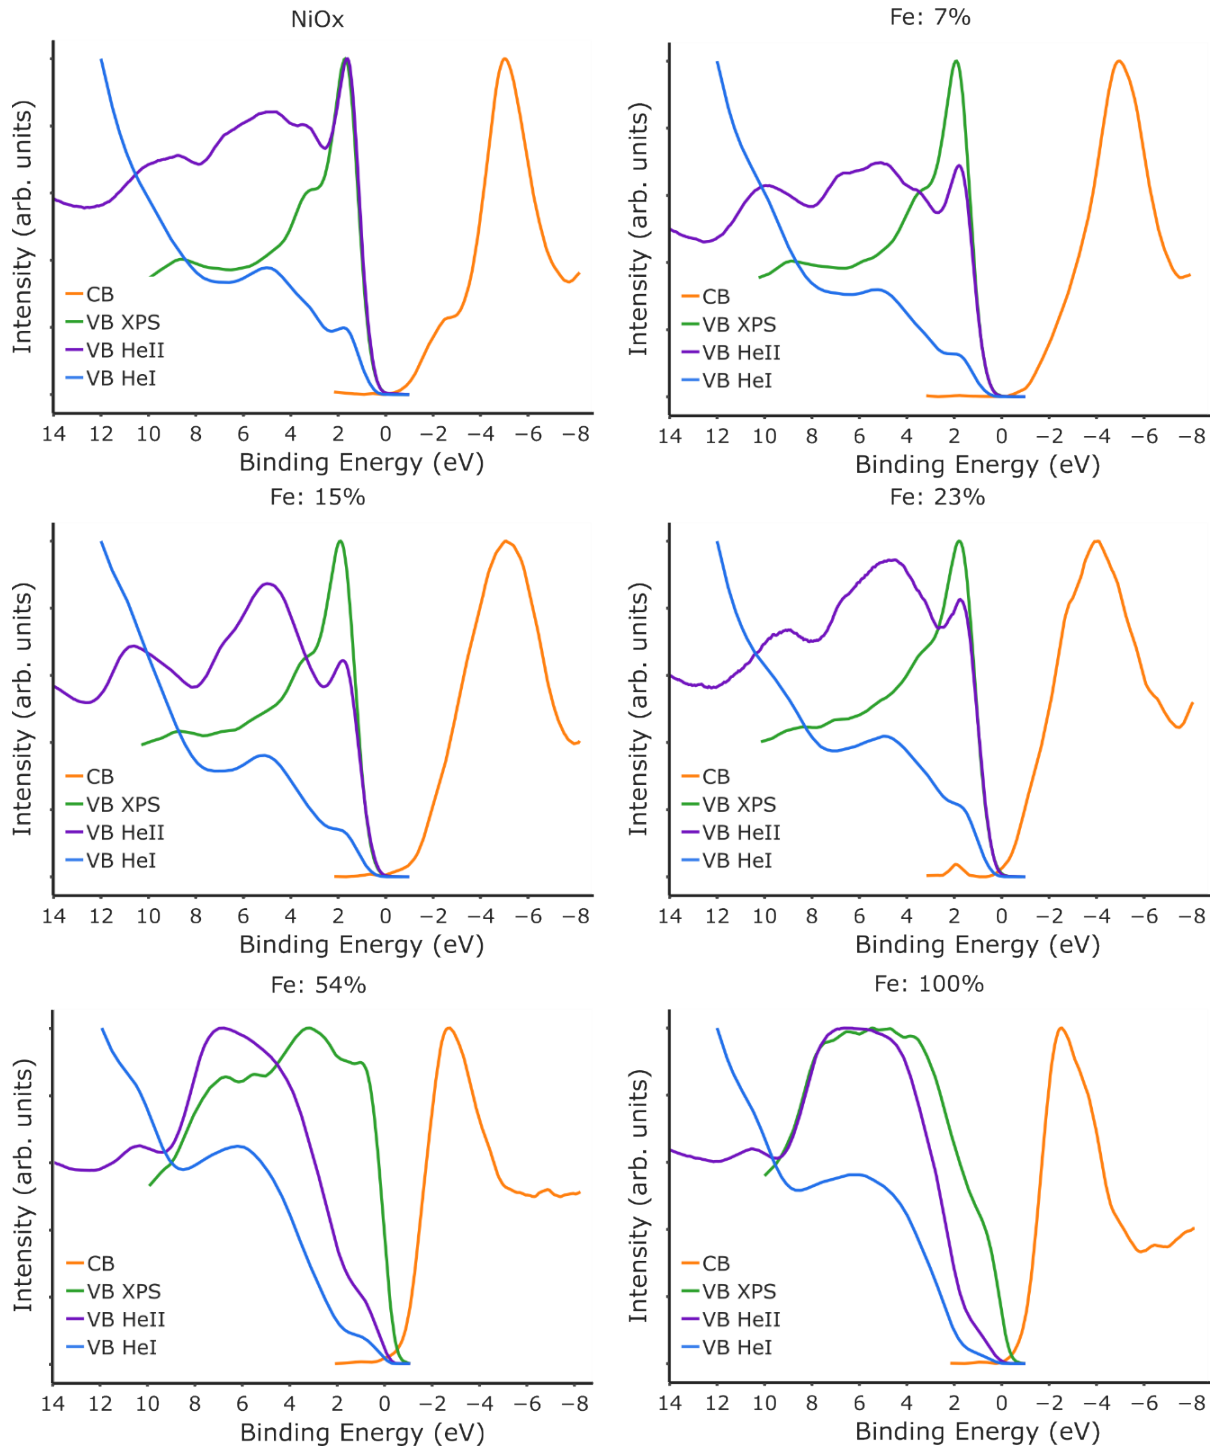 NiOx
Intensity (arb. units)
CB
VB XPS
VB HeII
VB HeI
14 12 10 8 6 4 2 0 −2 −4 −6 −8
Binding Energy (eV)
Fe: 7%
Intensity (arb. units)
CB
VB XPS
VB HeII
VB HeI
14 12 10 8 6 4 2 0 −2 −4 −6 −8
Binding Energy (eV)
Fe: 15%
Intensity (arb. units)
CB
VB XPS
VB HeII
VB HeI
14 12 10 8 6 4 2 0 −2 −4 −6 −8
Binding Energy (eV)
Fe: 23%
Intensity (arb. units)
CB
VB XPS
VB HeII
VB HeI
14 12 10 8 6 4 2 0 −2 −4 −6 −8
Binding Energy (eV)
Fe: 54%
Intensity (arb. units)
CB
VB XPS
VB HeII
VB HeI
14 12 10 8 6 4 2 0 −2 −4 −6 −8
Binding Energy (eV)
Fe: 100%
Intensity (arb. units)
CB
VB XPS
VB HeII
VB HeI
14 12 10 8 6 4 2 0 −2 −4 −6 −8
Binding Energy (eV)